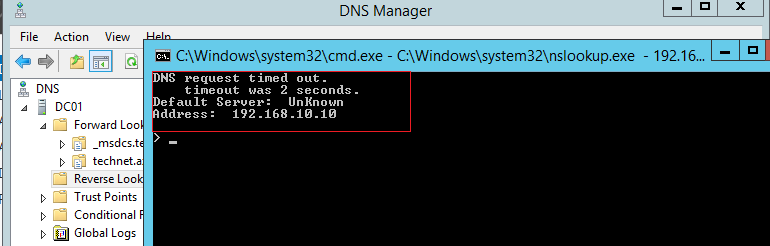 DNS Manager
File Action View
C:\Windows\system32\cmd.exe - C:\Windows\system32\nslookup.exe - 192.16...
DNS request timed out.
timeout was 2 seconds.
Default Server: UnKnown
Address: 192.168.10.10
> _
DNS
DC01
Forward Look
_msdcs.te
technet.a
Reverse Look
Trust Points
Conditional F
Global Logs